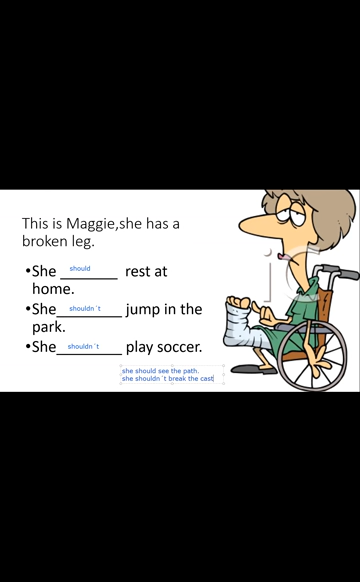 This is Maggie,she has a
broken leg.
•She should rest at
home.
•She shouldn´t jump in the
park.
•She shouldn´t play soccer.
she should see the path.
she shouldn´t break the cast
iC